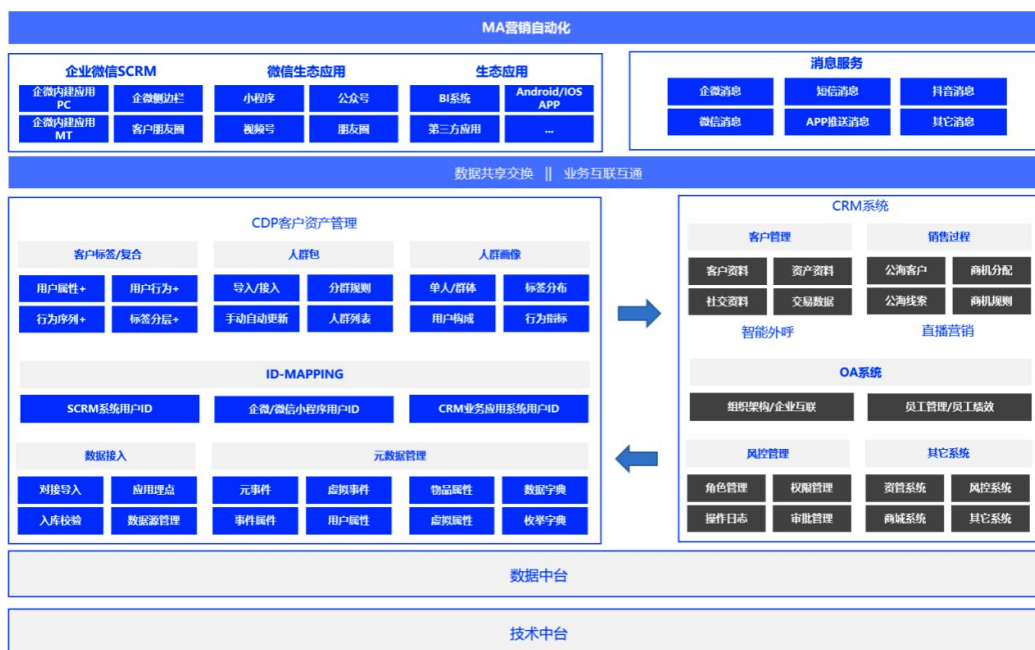 MA营销自动化
企业微信SCRM
微信生态应用
生态应用
消息服务
企微内建应用
PC
企微侧边栏
小程序
公众号
BI系统
Android/IOS
APP
企微消息
短信消息
抖音消息
企微内建应用
MT
客户朋友圈
视频号
朋友圈
第三方应用
...
微信消息
APP推送消息
其它消息
数据共享交换 || 业务互联互通
CDP客户资产管理
客户标签/复合
人群包
人群画像
用户属性+
用户行为+
导入/接入
分群规则
单人/群体
标签分布
行为序列+
标签分层+
手动自动更新
人群列表
用户构成
行为指标
ID-MAPPING
SCRM系统用户ID
企微/微信小程序用户ID
CRM业务应用系统用户ID
数据接入
元数据管理
对接导入
应用埋点
元事件
虚拟事件
物品属性
数据字典
入库校验
数据源管理
事件属件
用户属性
虚拟属性
枚举字典
CRM系统
客户管理
销售过程
客户资料
资产资料
公海客户
商机分配
社交资料
交易数据
公海线索
商机规则
智能外呼
直播营销
OA系统
组织架构/企业互联
员工管理/员工绩效
风控管理
其它系统
角色管理
权限管理
资管系统
风控系统
操作日志
审批管理
商城系统
其它系统
数据中台
技术中台